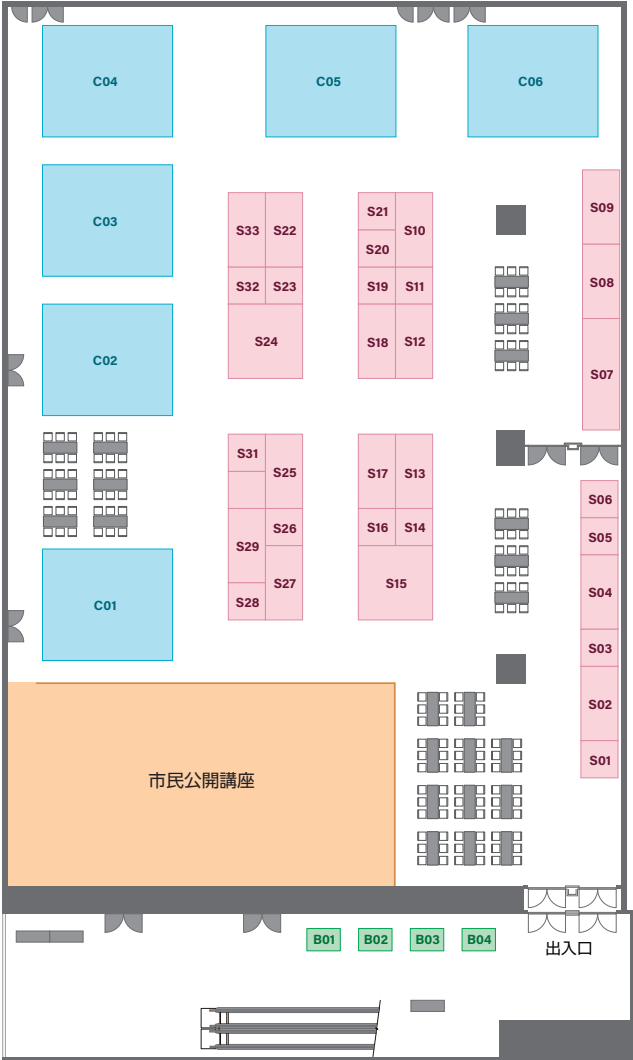 C04
C05
C06
S09
C03
S33
S22
S21
S10
S20
S08
S32
S23
S19
S11
S24
S18
S12
C02
S07
S31
S25
S17
S13
S06
S29
S26
S16
S14
S05
S28
S27
S15
S04
C01
S03
S02
S01
市民公開講座
B01
B02
B03
B04
出入口